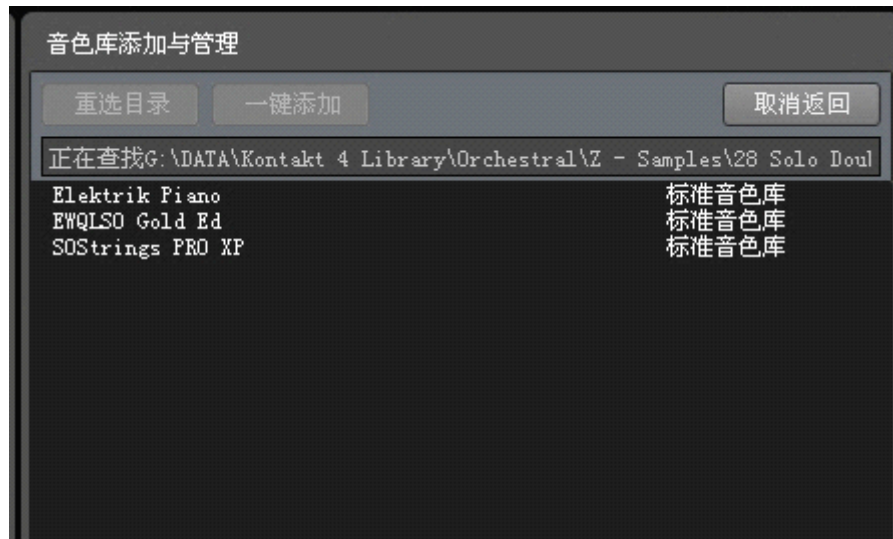 音色库添加与管理
重选目录 一键添加 取消返回
正在查找G:\DATA\Kontakt 4 Library\Orchestral\Z - Samples\28 Solo Doul
Elektrik Piano 标准音色库
EWQLSO Gold Ed 标准音色库
SOStrings PRO XP 标准音色库